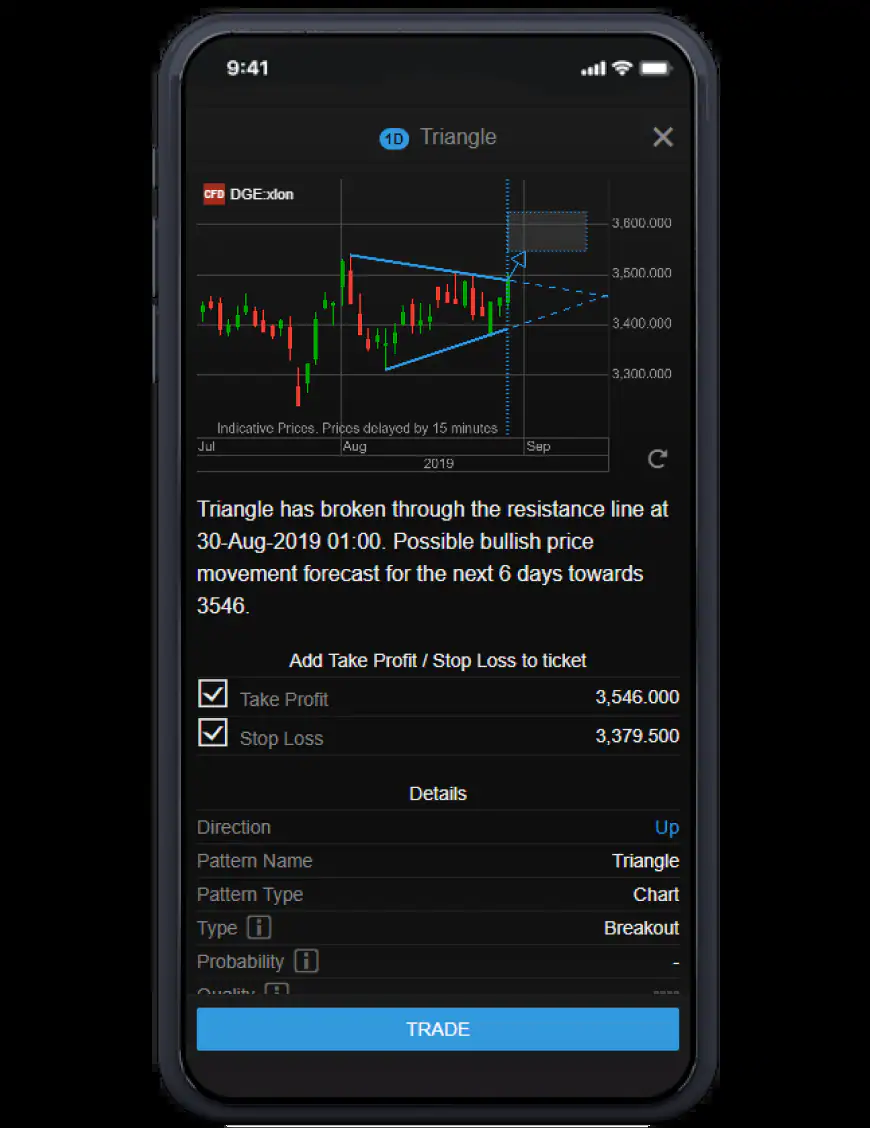 9:41
1D Triangle
CFD DGE:xlon
3,600.000
3,500.000
3,400.000
3,300.000
Indicative Prices. Prices delayed by 15 minutes
Jul Aug Sep
2019
Triangle has broken through the resistance line at
30-Aug-2019 01:00. Possible bullish price
movement forecast for the next 6 days towards
3546.
Add Take Profit / Stop Loss to ticket
Take Profit 3,546.000
Stop Loss 3,379.500
Details
Direction Up
Pattern Name Triangle
Pattern Type Chart
Type i Breakout
Probability i -
Quality i
TRADE